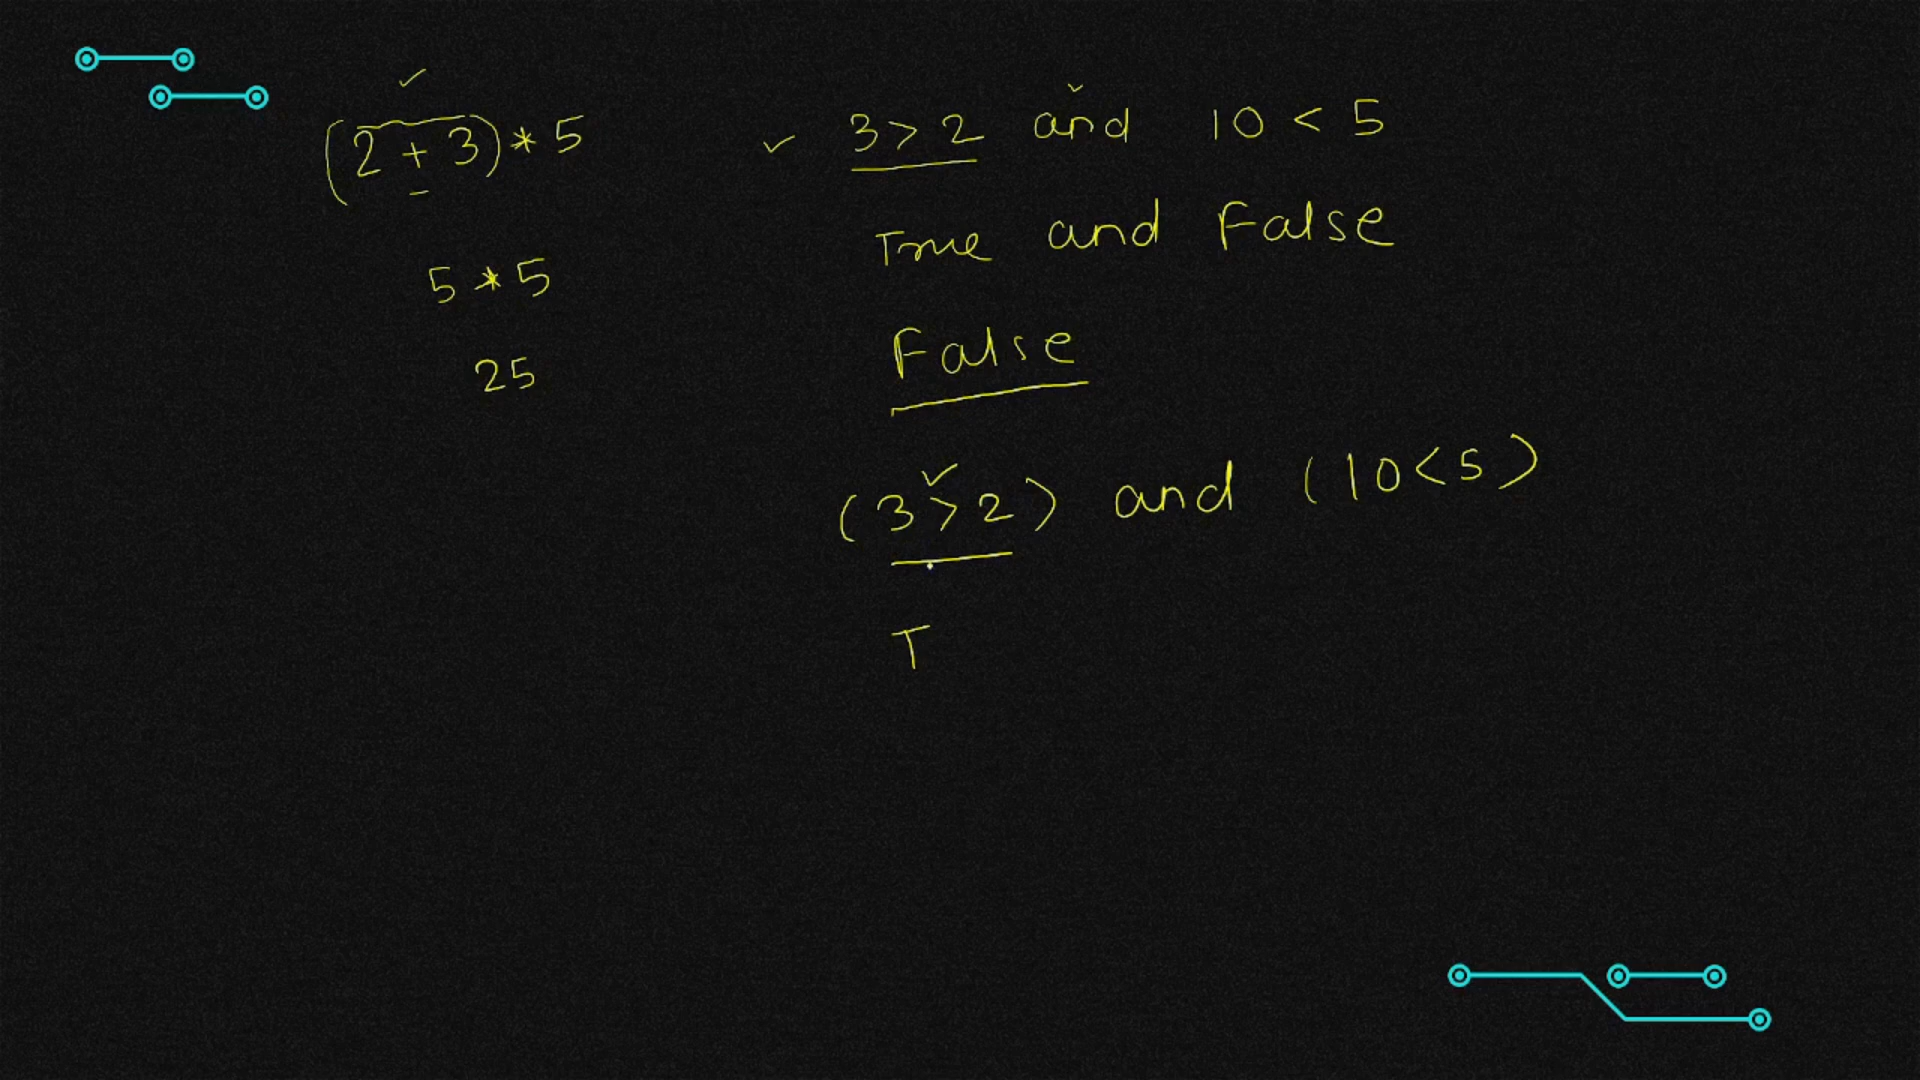 (2 + 3) * 5
5 * 5
25
3 > 2 and 10 < 5
True and False
False
(3 > 2) and (10 < 5)
T